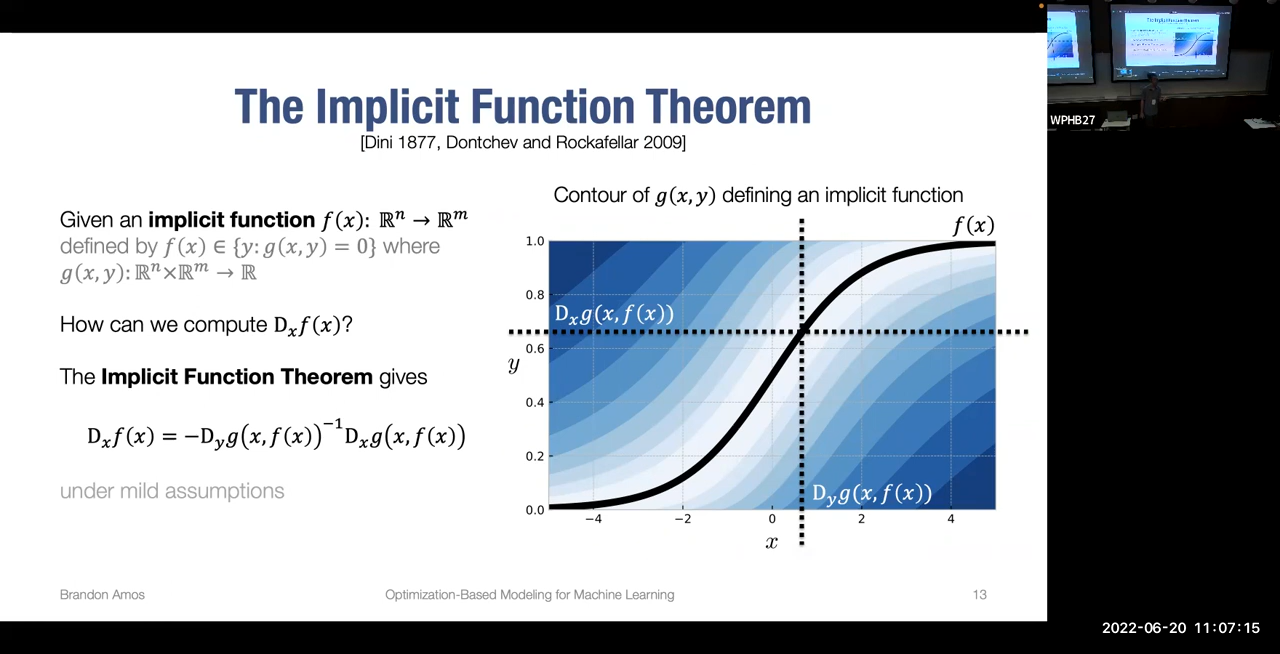 The Implicit Function Theorem
[Dini 1877, Dontchev and Rockafellar 2009]
Given an implicit function f(x): ℝⁿ → ℝᵐ
defined by f(x) ∈ {y: g(x, y) = 0} where
g(x, y): ℝⁿ×ℝᵐ → ℝ
How can we compute Dₓf(x)?
The Implicit Function Theorem gives
Dₓf(x) = −D_y g(x, f(x))⁻¹ Dₓg(x, f(x))
under mild assumptions
Contour of g(x, y) defining an implicit function
f(x)
1.0
0.8
0.6
0.4
0.2
0.0
y
Dₓg(x, f(x))
D_y g(x, f(x))
−4
−2
0
2
4
x
Brandon Amos
Optimization-Based Modeling for Machine Learning
13
WPHB27
2022-06-20 11:07:15